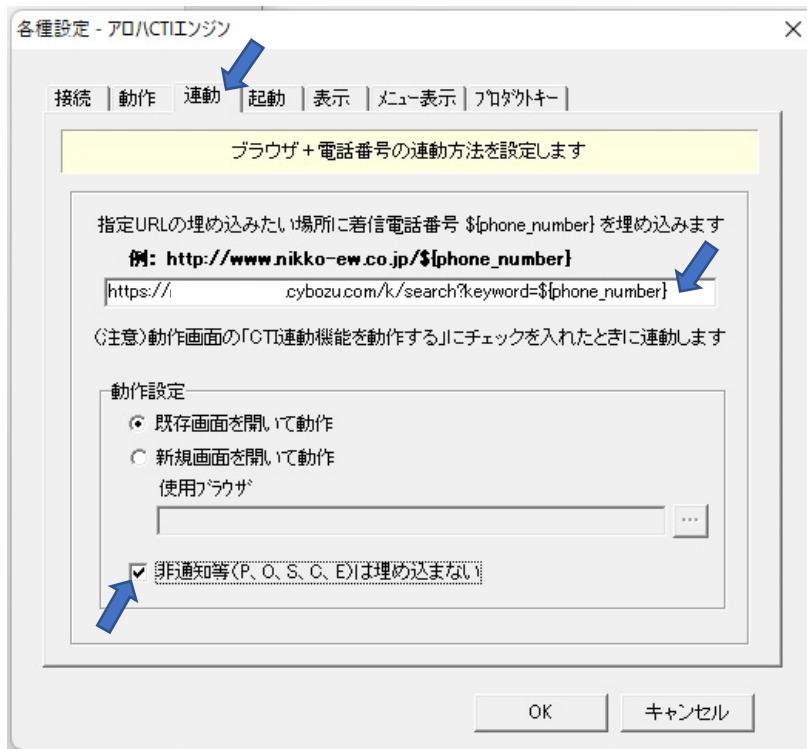 各種設定 - アロハCTIエンジン
接続 動作 連動 起動 表示 メニュー表示 プロダクトキー
ブラウザ+電話番号の連動方法を設定します
指定URLの埋め込みたい場所に着信電話番号 ${phone_number} を埋め込みます
例: http://www.nikko-ew.co.jp/${phone_number}
https://i .cybozu.com/k/search?keyword=${phone_number}
(注意)動作画面の「CTI連動機能を動作する」にチェックを入れたときに連動します
動作設定
既存画面を開いて動作
新規画面を開いて動作
使用ブラウザ
...
非通知等(P、O、S、C、E)は埋め込まない
OK キャンセル